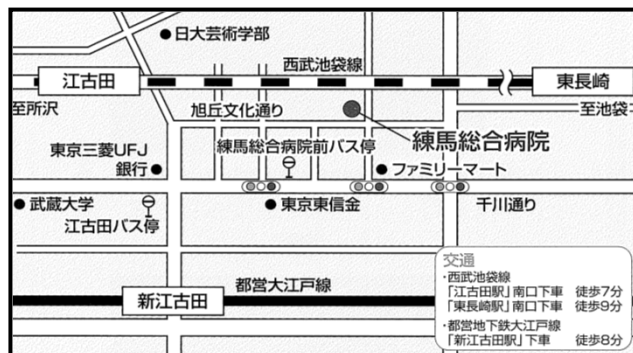 日大芸術学部
西武池袋線
江古田
東長崎
至所沢
旭丘文化通り
至池袋
練馬総合病院
東京三菱UFJ
銀行
練馬総合病院前バス停
ファミリーマート
武蔵大学
江古田バス停
東京東信金
千川通り
都営大江戸線
新江古田
交通
・西武池袋線
「江古田駅」南口下車 徒歩7分
「東長崎駅」南口下車 徒歩9分
・都営地下鉄大江戸線
「新江古田駅」下車 徒歩8分